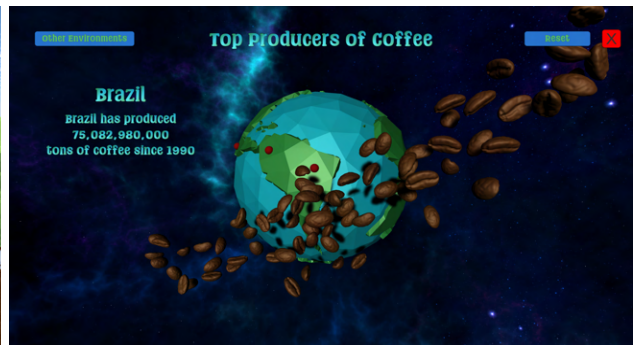 Other Environments
Top Producers of Coffee
Reset
X
Brazil
Brazil has produced
75,082,980,000
tons of coffee since 1990